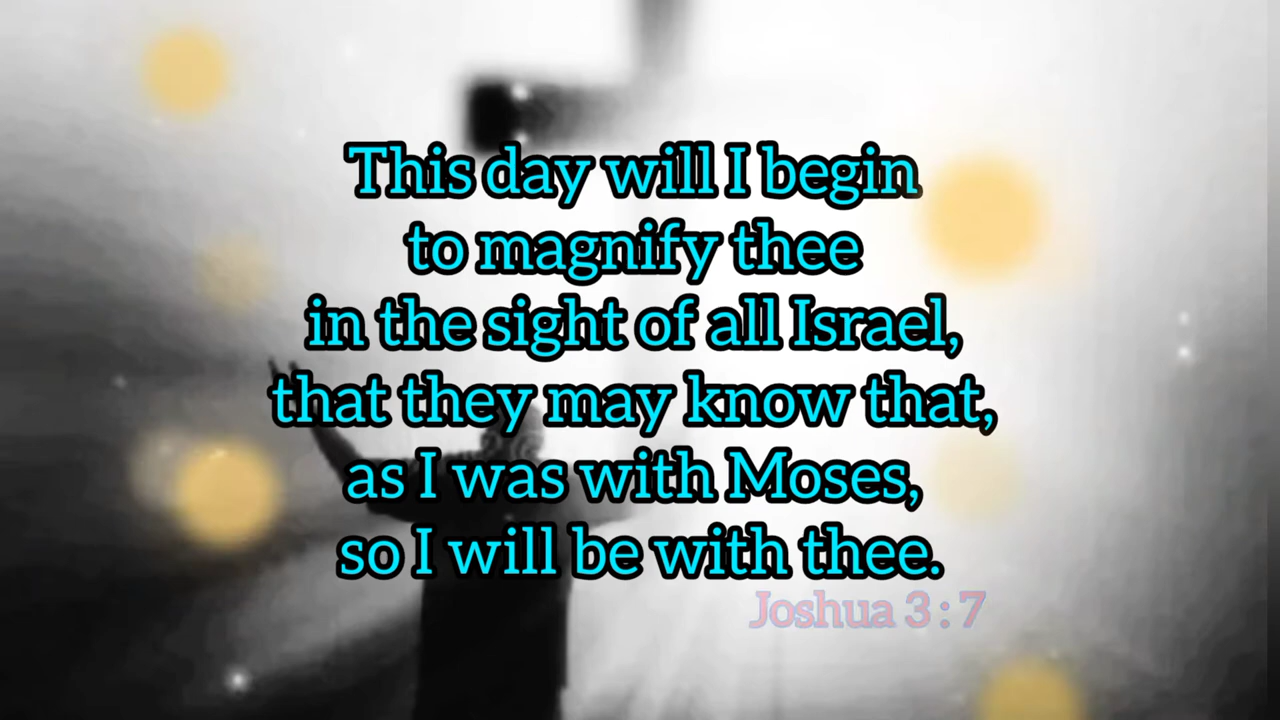 This day will I begin
to magnify thee
in the sight of all Israel,
that they may know that,
as I was with Moses,
so I will be with thee.
Joshua 3 : 7